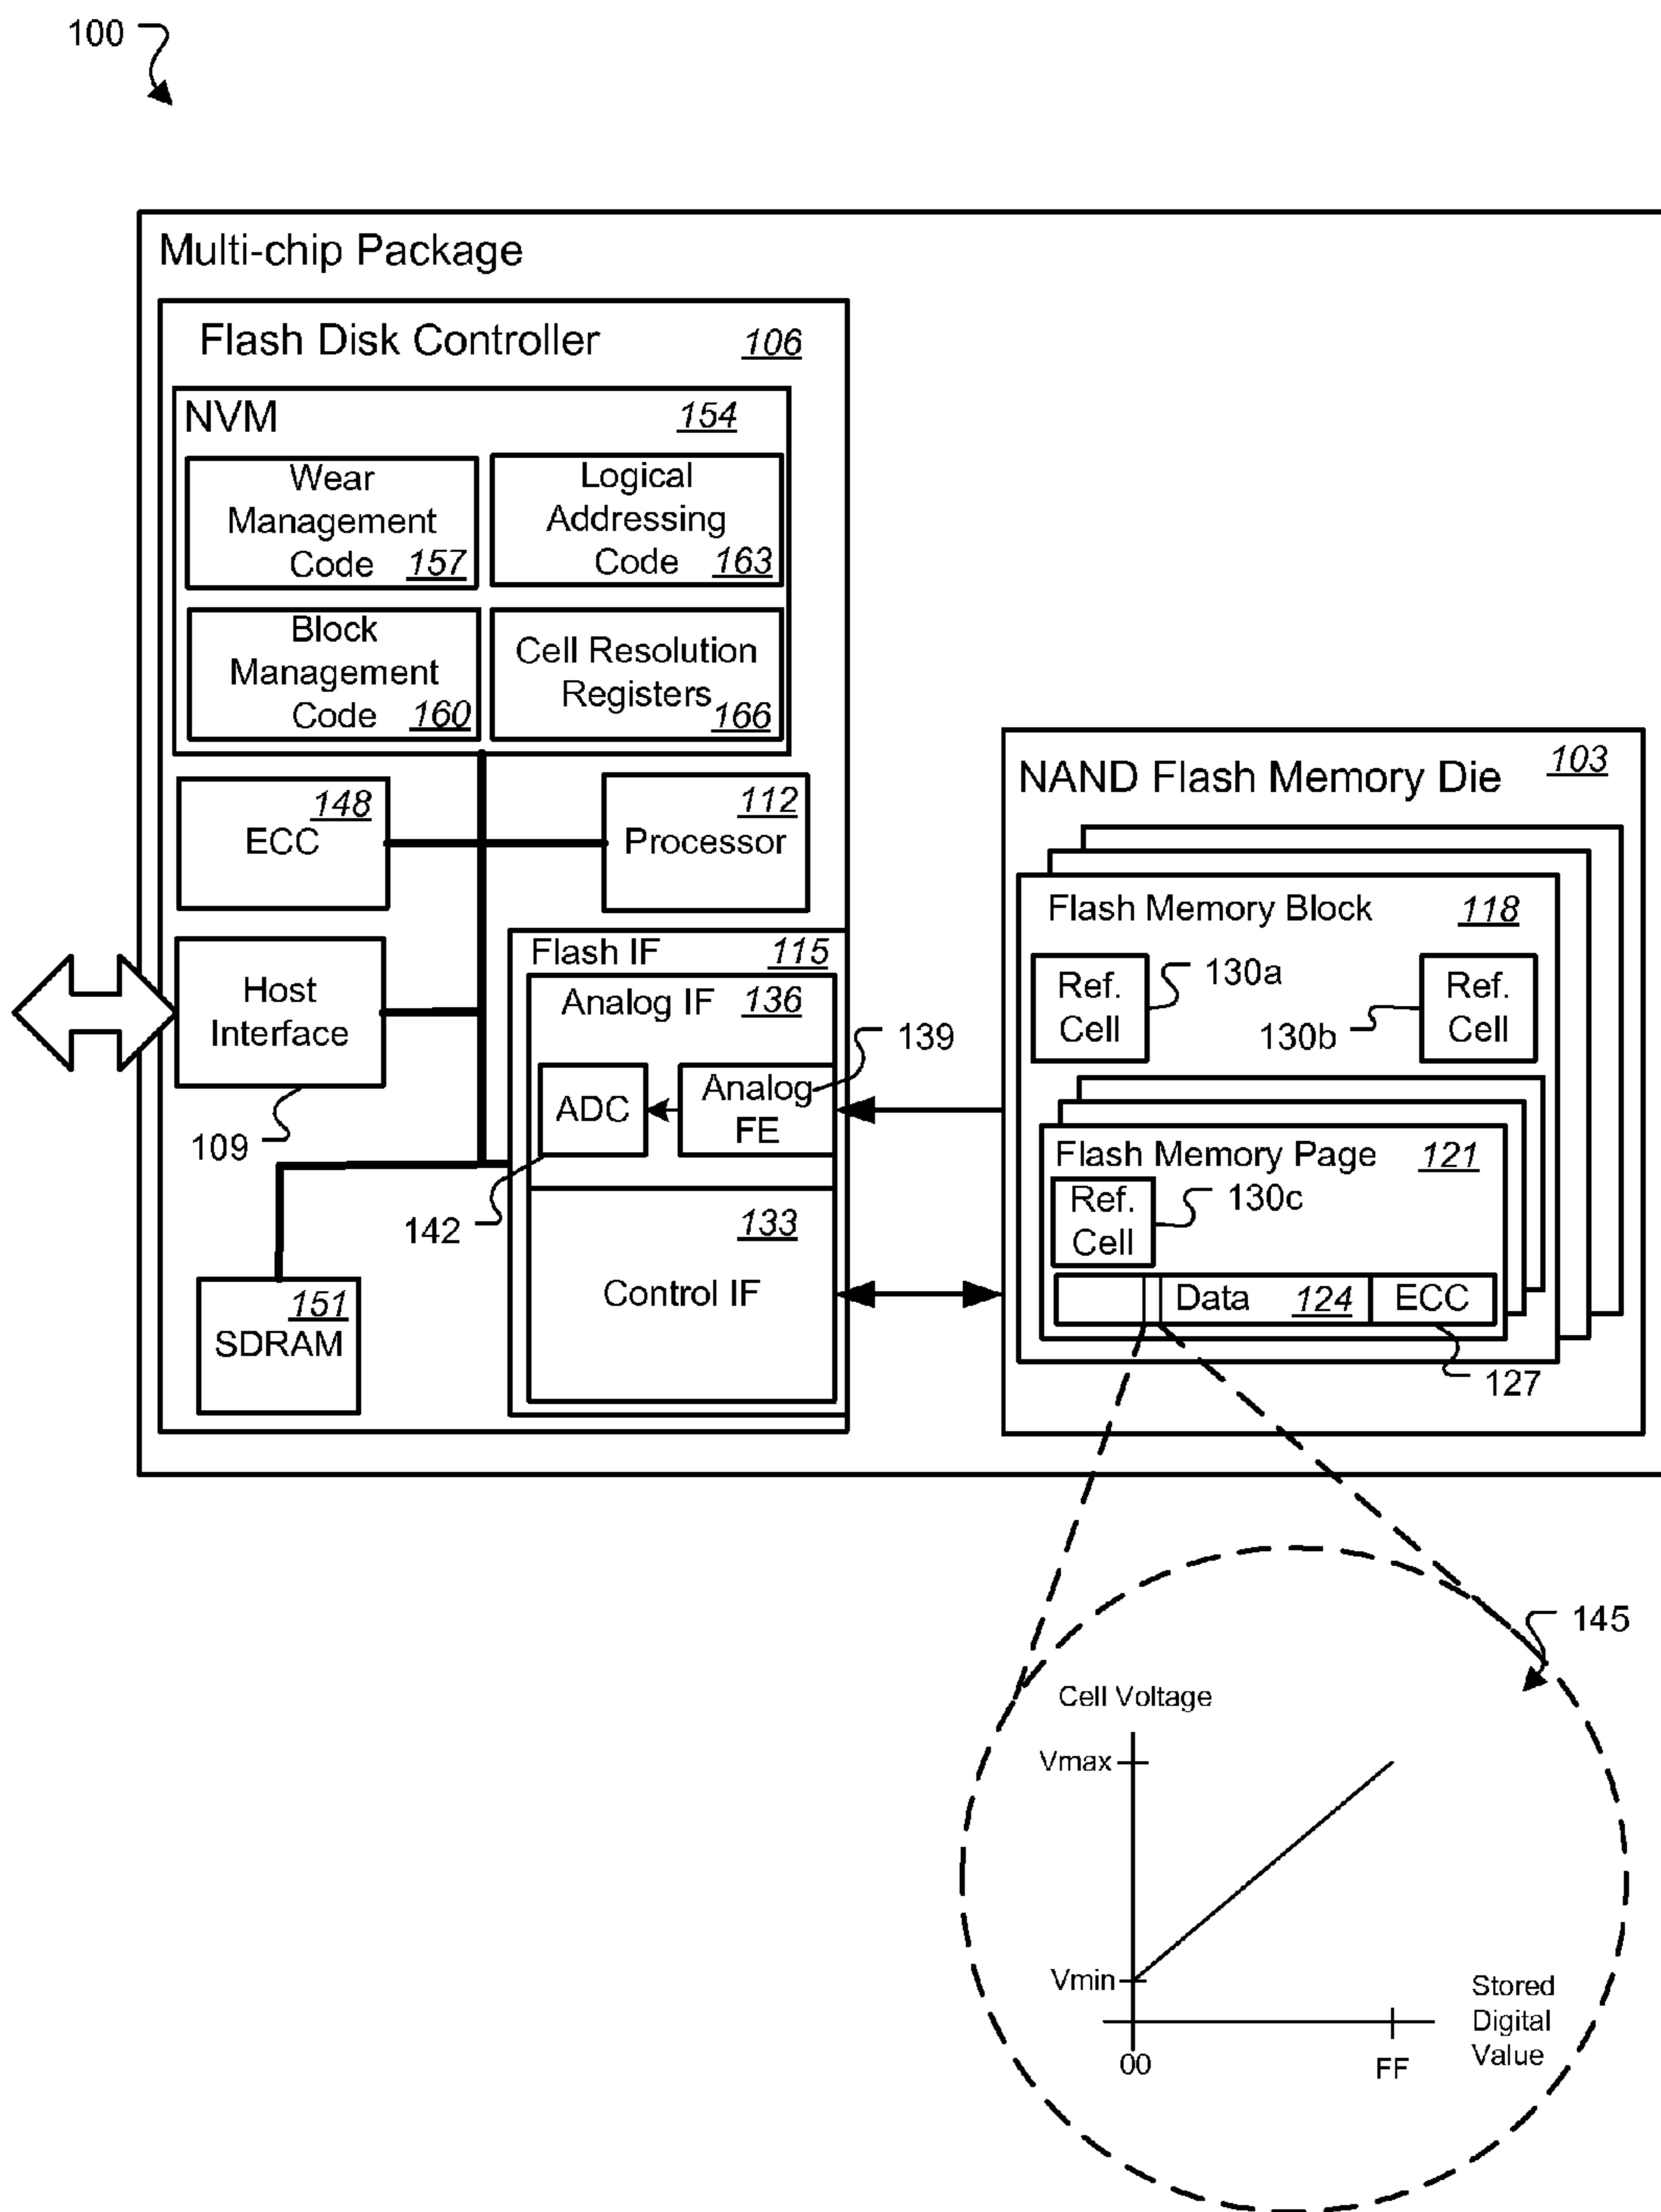 100
Multi-chip Package
Flash Disk Controller 106
NVM 154
Wear
Management
Code 157
Logical
Addressing
Code 163
Block
Management
Code 160
Cell Resolution
Registers 166
148
ECC
112
Processor
Host
Interface
109
Flash IF 115
Analog IF 136
139
ADC
Analog
FE
142
133
Control IF
151
SDRAM
NAND Flash Memory Die 103
Flash Memory Block 118
Ref.
Cell
130a
130b
Ref.
Cell
Flash Memory Page 121
Ref.
Cell
130c
Data 124 ECC
127
145
Cell Voltage
Vmax
Vmin
00
FF
Stored
Digital
Value